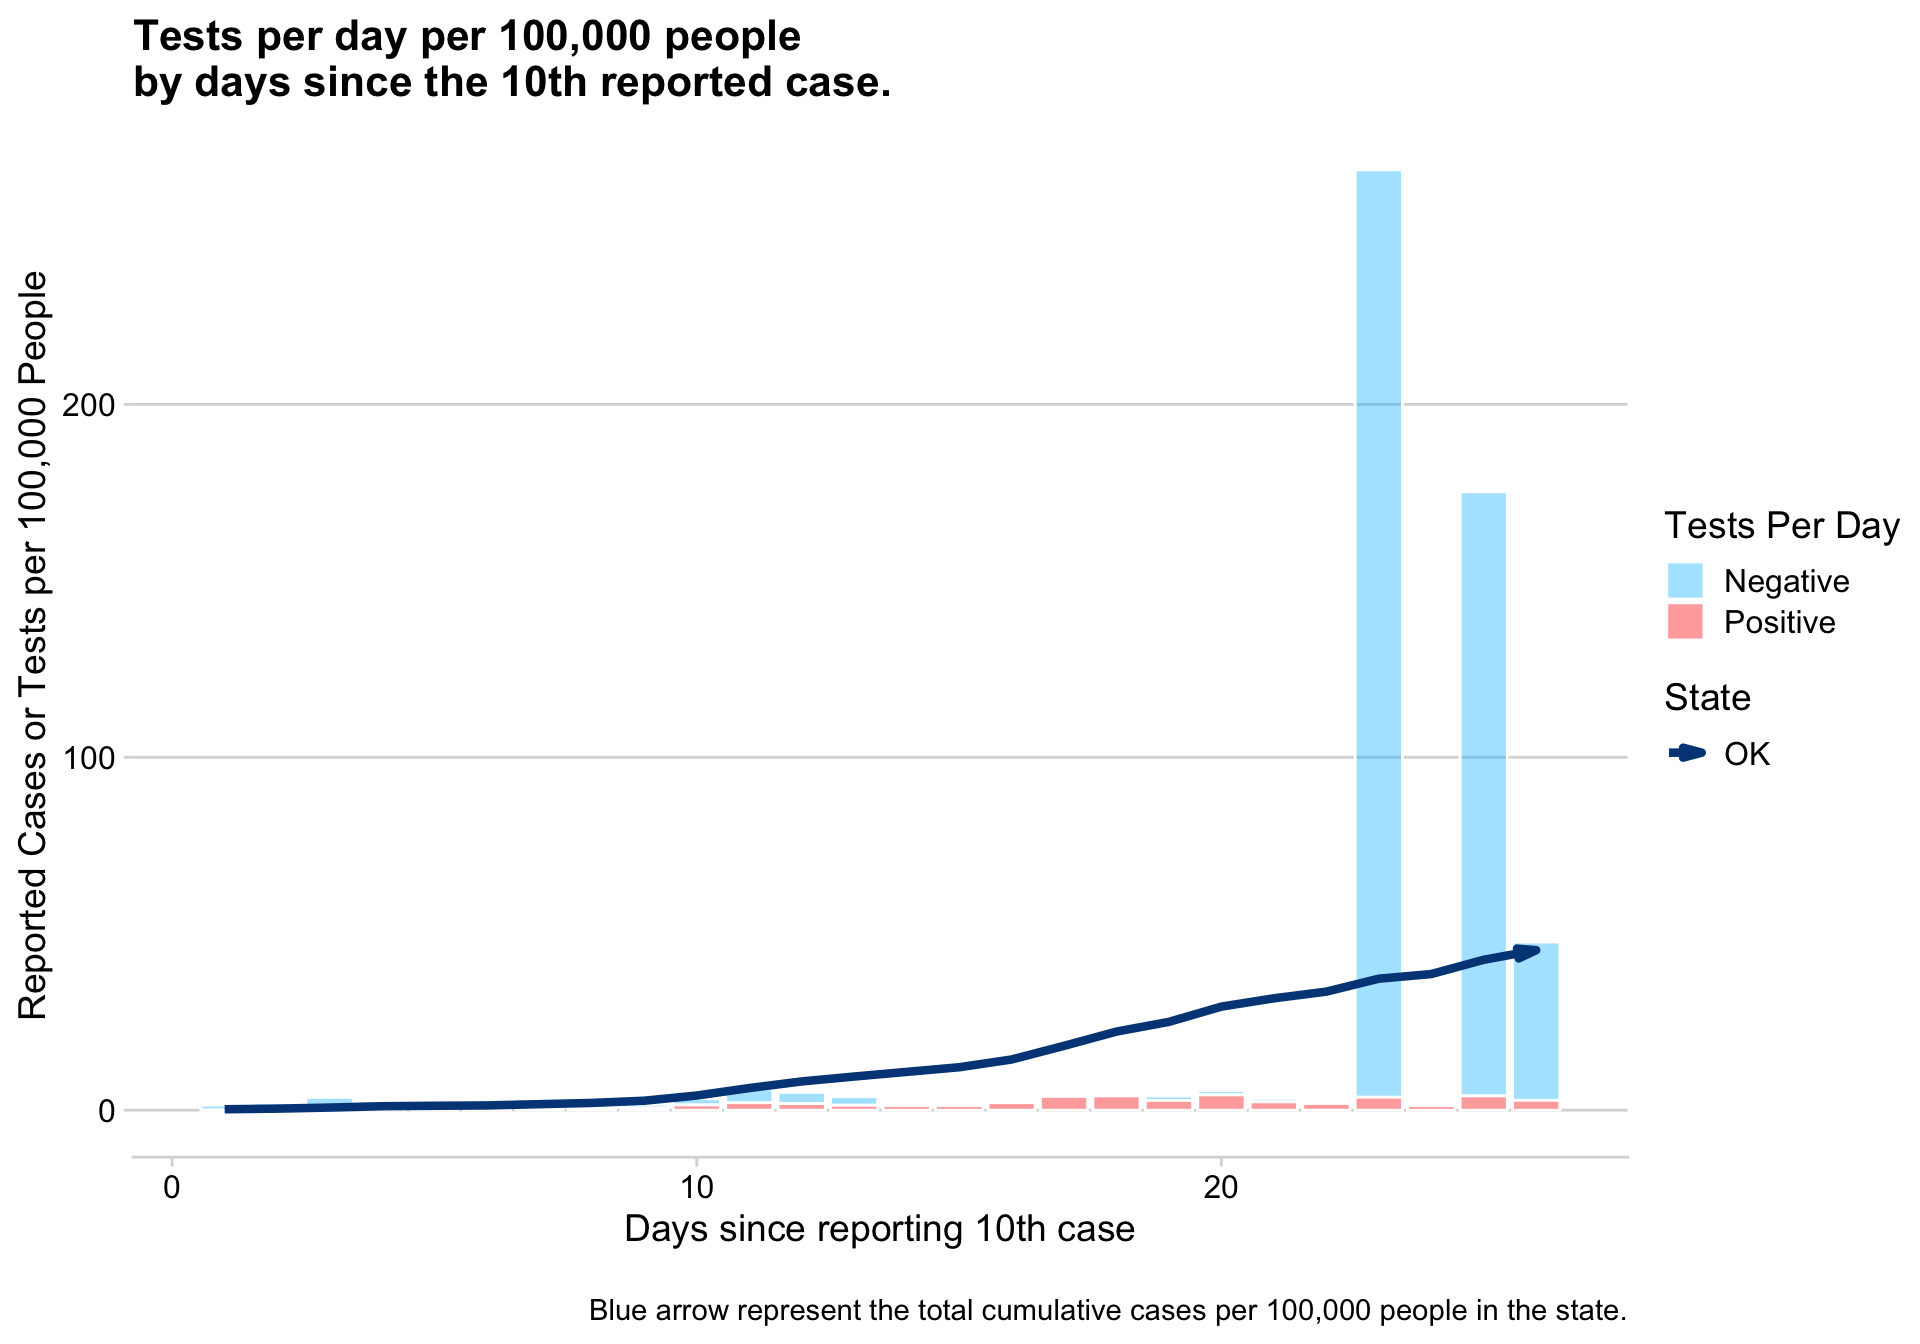 Tests per day per 100,000 people
by days since the 10th reported case.
Reported Cases or Tests per 100,000 People
200
100
0
0
10
20
Days since reporting 10th case
Tests Per Day
Negative
Positive
State
OK
Blue arrow represent the total cumulative cases per 100,000 people in the state.